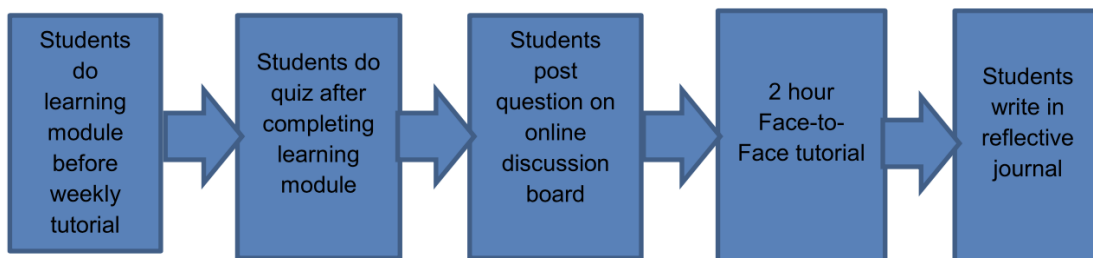 Students
do
learning
module
before
weekly
tutorial
Students do
quiz after
completing
learning
module
Students
post
question on
online
discussion
board
2 hour
Face-to-
Face tutorial
Students
write in
reflective
journal